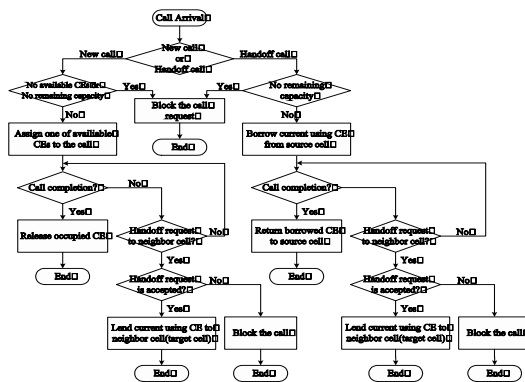 Call Arrival
New call
New call
or
Handoff call
Handoff call
No available CEs or
No remaining capacity
Yes
Yes
No remaining
capacity
Block the call
request
No
No
Assign one of availiable
CEs to the call
End
Borrow current using CE
from source cell
Call completion?
No
Call completion?
No
Yes
Yes
Release occupied CE
Handoff request
to neighbor cell?
No
Return borrowed CE
to source cell
Handoff request
to neighbor cell?
No
End
Yes
End
Yes
Handoff request
is accepted?
No
Handoff request
is accepted?
No
Yes
Yes
Lend current using CE to
neighbor cell(target cell)
Block the call
Lend current using CE to
neighbor cell(target cell)
Block the call
End
End
End
End